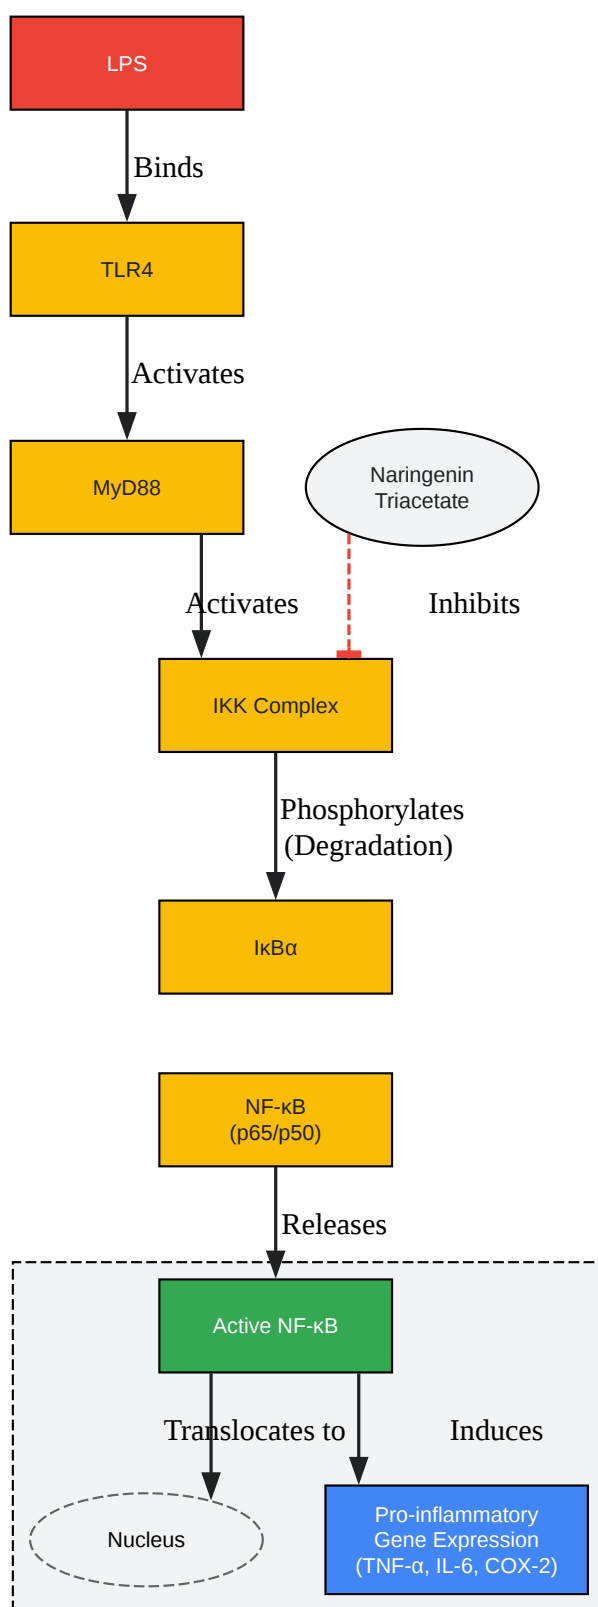 LPS
Binds
TLR4
Activates
MyD88
Naringenin
Triacetate
Activates
Inhibits
IKK Complex
Phosphorylates
(Degradation)
IκBα
NF-κB
(p65/p50)
Releases
Active NF-κB
Translocates to
Induces
Nucleus
Pro-inflammatory
Gene Expression
(TNF-α, IL-6, COX-2)